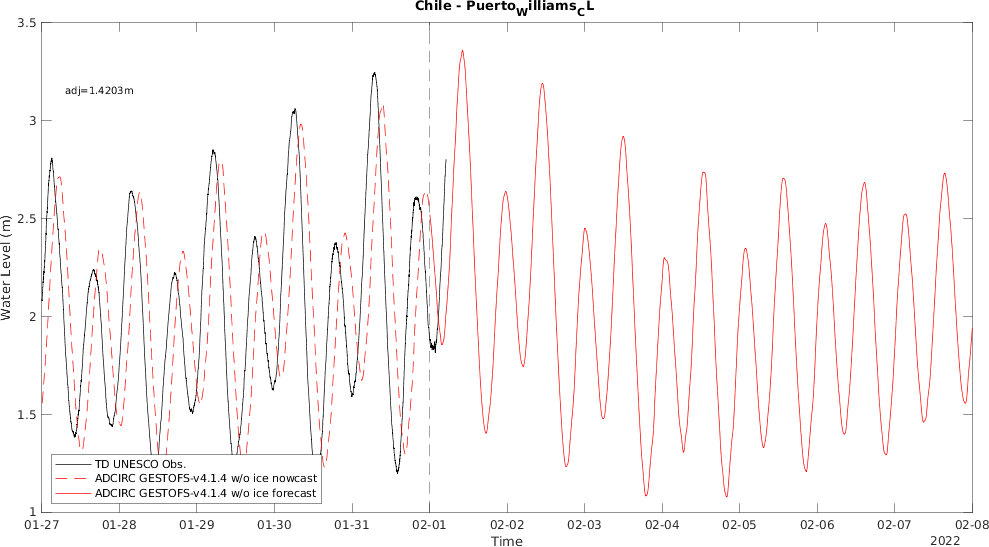 Chile - PuertoWilliamsCL
3.5
adj=1.4203m
3
2.5
Water Level (m)
2
1.5
TD UNESCO Obs.
ADCIRC GESTOFS-v4.1.4 w/o ice nowcast
ADCIRC GESTOFS-v4.1.4 w/o ice forecast
1
01-27 01-28 01-29 01-30 01-31 02-01 02-02 02-03 02-04 02-05 02-06 02-07 02-08
Time
2022